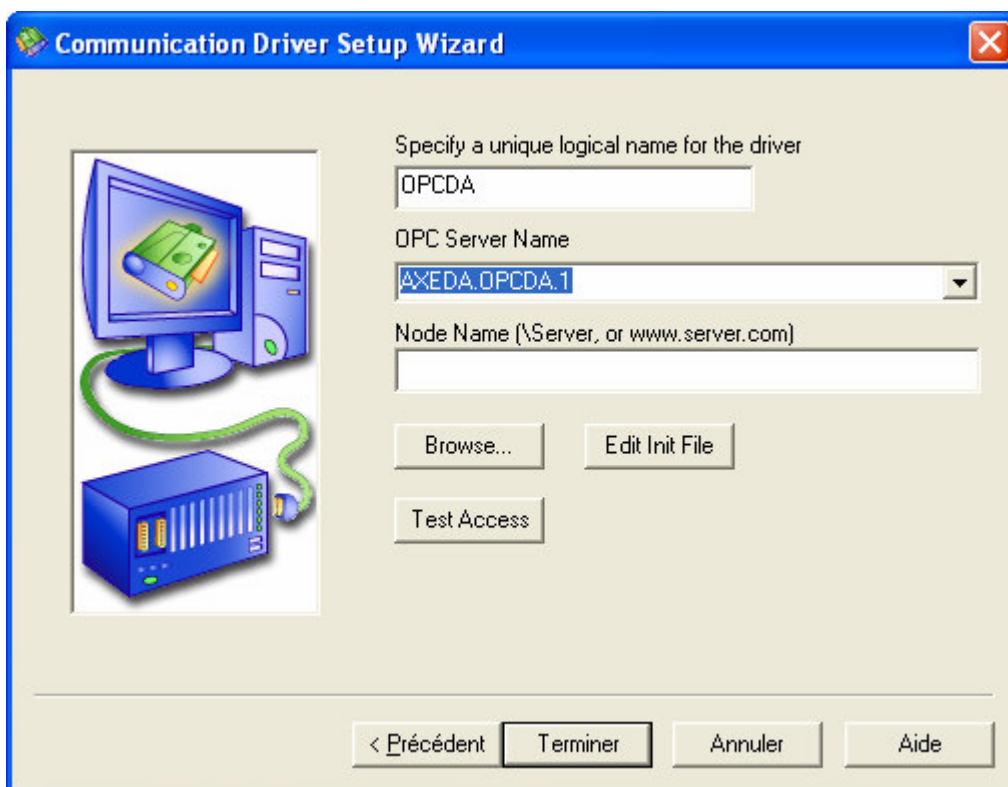 Communication Driver Setup Wizard
Specify a unique logical name for the driver
OPCDA
OPC Server Name
AXEDA.OPCDA.1
Node Name (\Server, or www.server.com)
Browse...
Edit Init File
Test Access
< Précédent
Terminer
Annuler
Aide